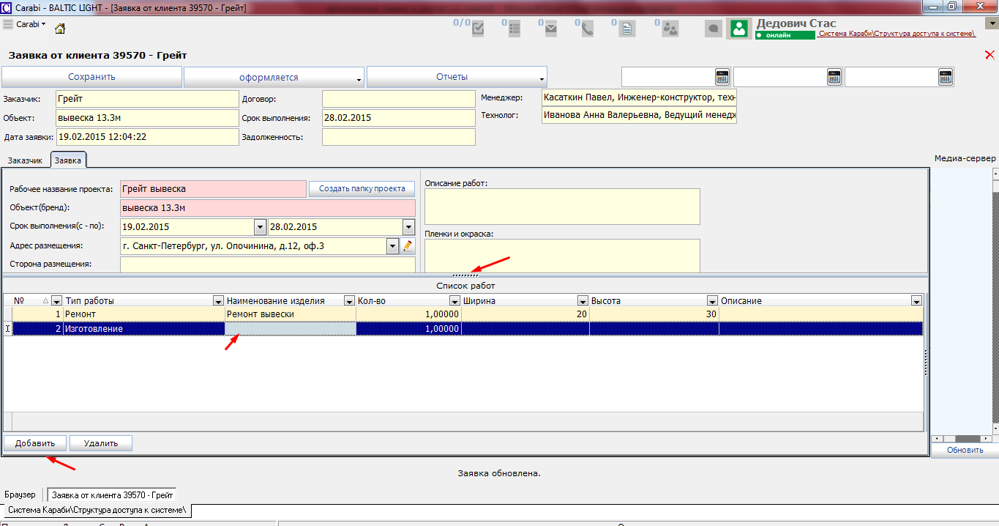 Carabi - BALTIC LIGHT - [Заявка от клиента 39570 - Грейт]
Carabi
0/0 0 0 0 0 0
Дедович Стас
онлайн
Система Караби\Структура доступа к системе\
Заявка от клиента 39570 - Грейт
Сохранить оформляется Отчеты
Заказчик: Грейт Договор: Менеджер: Касаткин Павел, Инженер-конструктор, техн
Объект: вывеска 13.3м Срок выполнения: 28.02.2015 Технолог: Иванова Анна Валерьевна, Ведущий менедж
Дата заявки: 19.02.2015 12:04:22 Задолженность:
Заказчик Заявка Медиа-сервер
Рабочее название проекта: Грейт вывеска Создать папку проекта Описание работ:
Объект(бренд): вывеска 13.3м
Срок выполнения(с - по): 19.02.2015 28.02.2015
Пленки и окраска:
Адрес размещения: г. Санкт-Петербург, ул. Опочинина, д.12, оф.3
Сторона размещения:
Список работ
№ Тип работы Наименование изделия Кол-во Ширина Высота Описание
1 Ремонт Ремонт вывески 1,00000 20 30
2 Изготовление 1,00000
Добавить Удалить
Обновить
Заявка обновлена.
Браузер Заявка от клиента 39570 - Грейт
Система Караби\Структура доступа к системе\